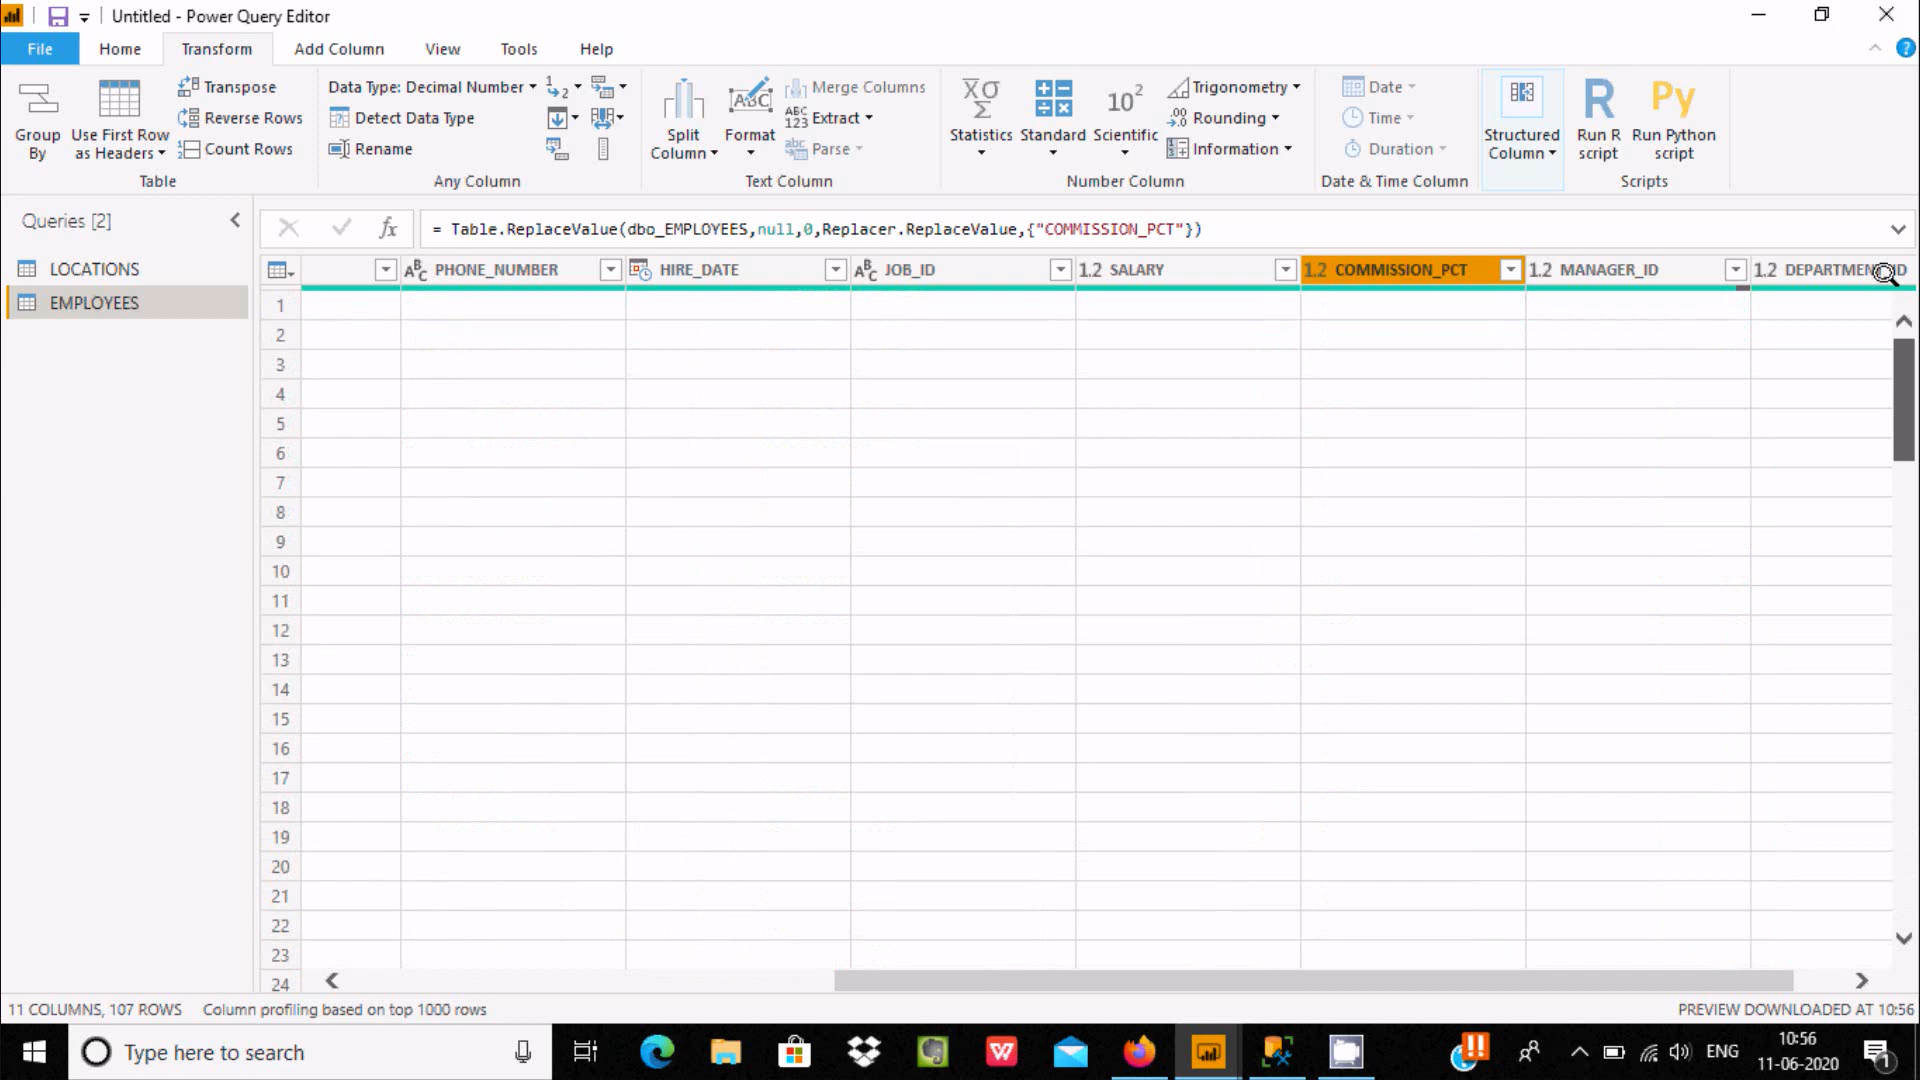 Untitled - Power Query Editor
File Home Transform Add Column View Tools Help
Group By
Use First Row as Headers
Transpose
Reverse Rows
Count Rows
Table
Data Type: Decimal Number
Detect Data Type
Rename
Any Column
Split Column
Format
Merge Columns
Extract
Parse
Text Column
Statistics
Standard
Scientific
Trigonometry
Rounding
Information
Number Column
Date
Time
Duration
Date & Time Column
Structured Column
Run R script
Run Python script
Scripts
Queries [2]
LOCATIONS
EMPLOYEES
fx = Table.ReplaceValue(dbo_EMPLOYEES,null,0,Replacer.ReplaceValue,{"COMMISSION_PCT"})
ABC PHONE_NUMBER HIRE_DATE ABC JOB_ID 1.2 SALARY 1.2 COMMISSION_PCT 1.2 MANAGER_ID 1.2 DEPARTMENT_ID
1
2
3
4
5
6
7
8
9
10
11
12
13
14
15
16
17
18
19
20
21
22
23
24
11 COLUMNS, 107 ROWS Column profiling based on top 1000 rows PREVIEW DOWNLOADED AT 10:56
Type here to search
ENG
10:56
11-06-2020
1